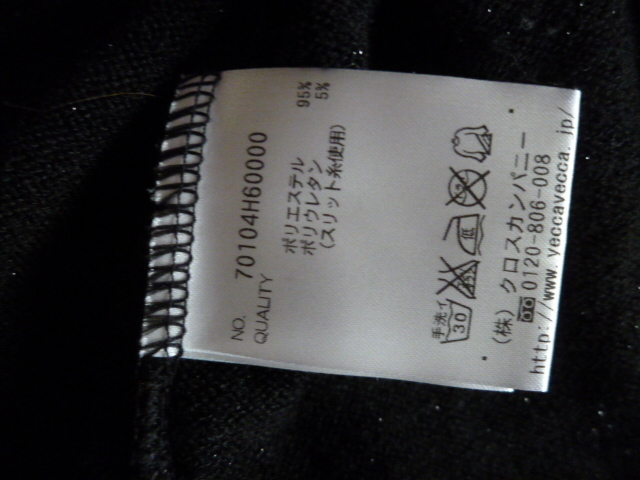 NO. 70104H60000
QUALITY
ポリエステル 95%
ポリウレタン 5%
(スリット糸使用)
手洗イ
30
低
(株) クロスカンパニー
0120-806-008
http://www.yeccavecca.jp/